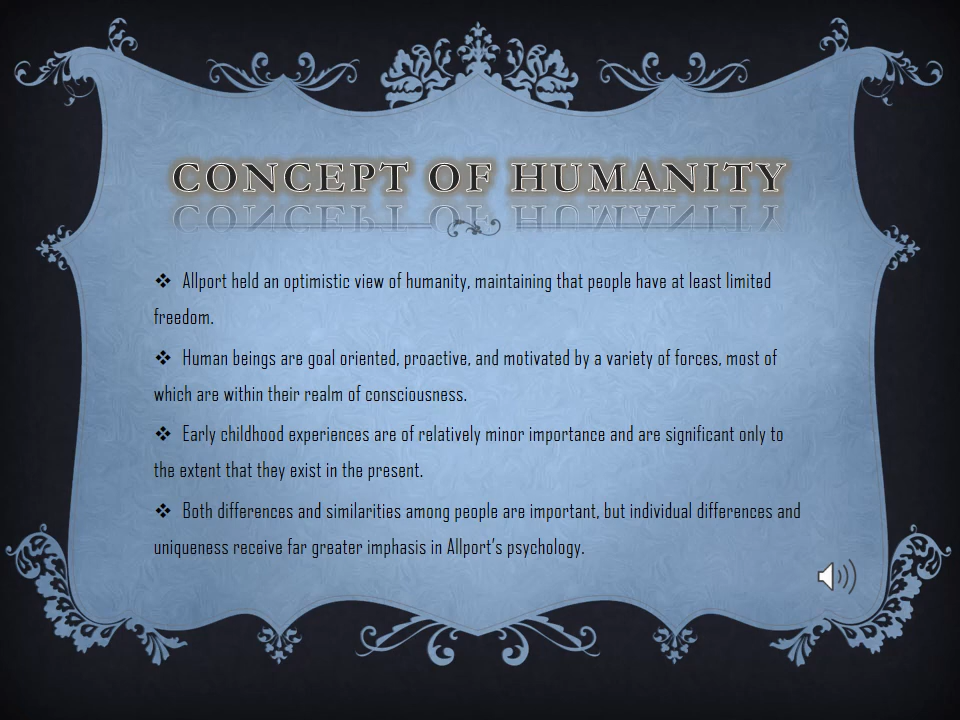 CONCEPT OF HUMANITY
❖ Allport held an optimistic view of humanity, maintaining that people have at least limited
freedom.
❖ Human beings are goal oriented, proactive, and motivated by a variety of forces, most of
which are within their realm of consciousness.
❖ Early childhood experiences are of relatively minor importance and are significant only to
the extent that they exist in the present.
❖ Both differences and similarities among people are important, but individual differences and
uniqueness receive far greater imphasis in Allport's psychology.